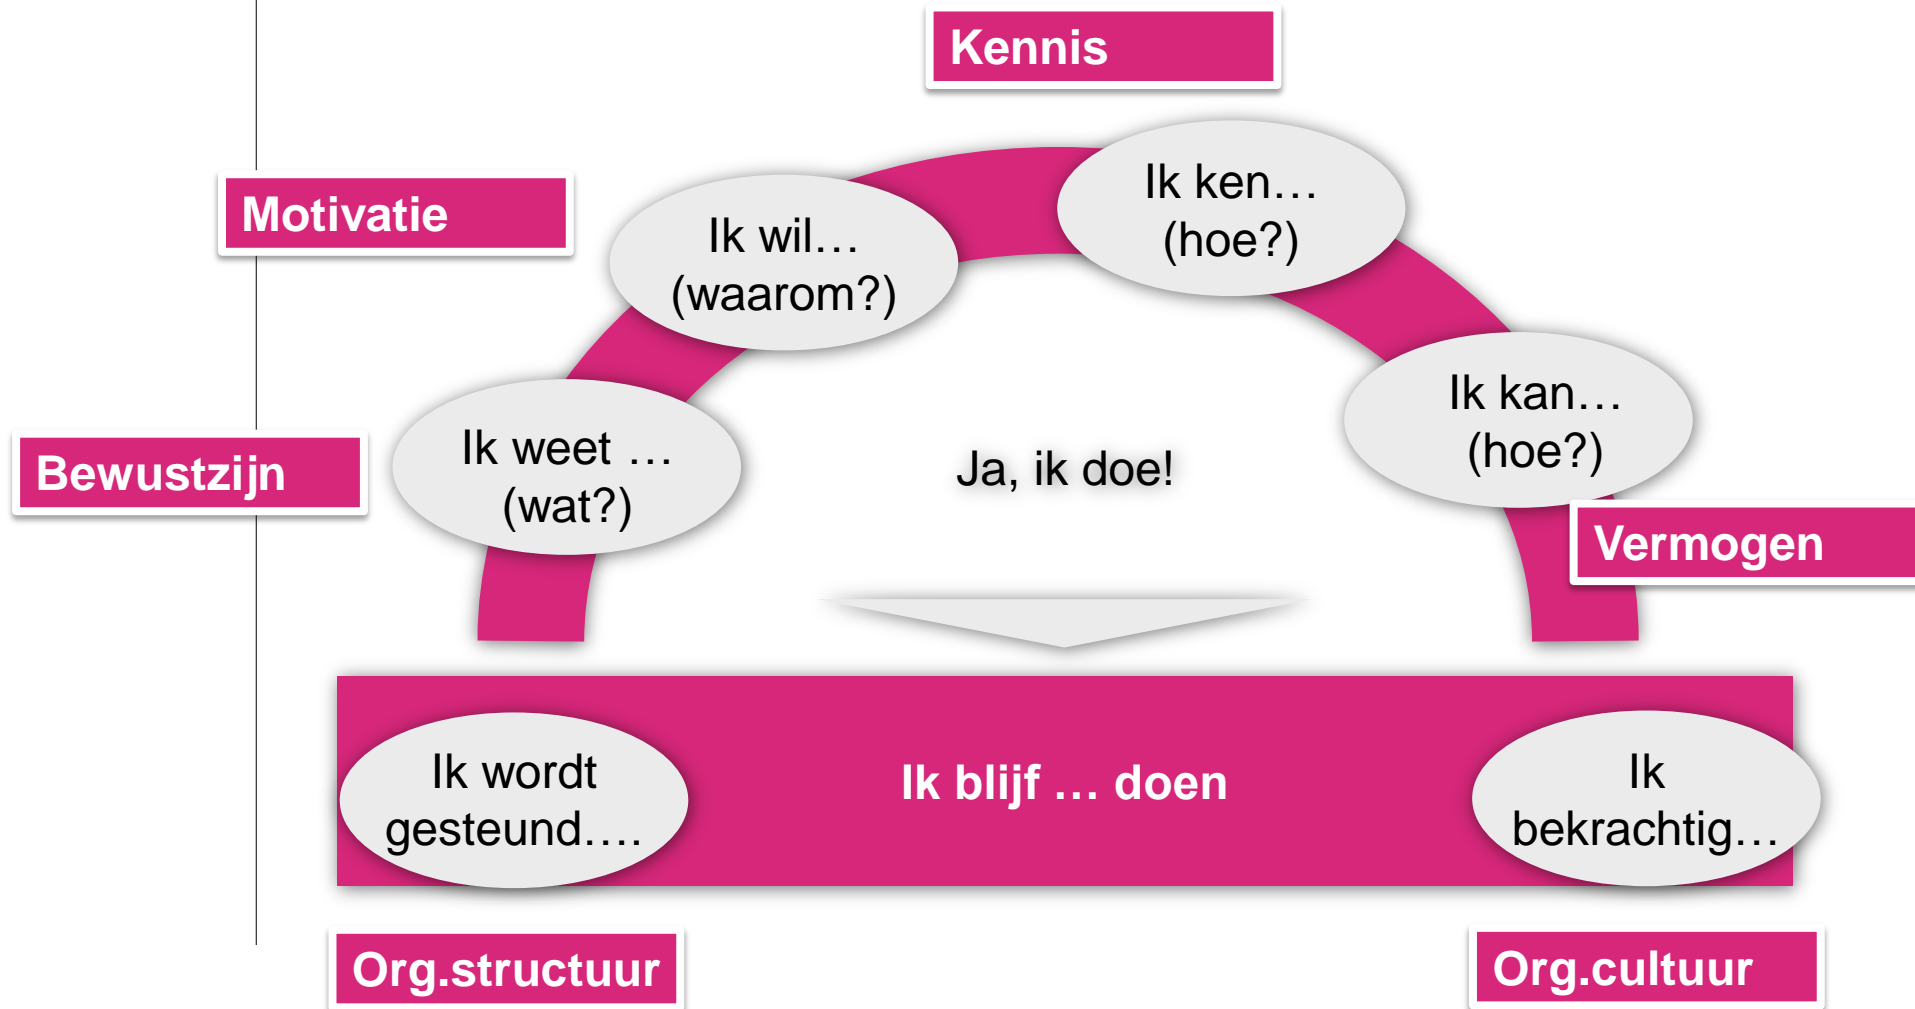 Kennis
Motivatie
Ik ken…
(hoe?)
Ik wil…
(waarom?)
Ik kan…
(hoe?)
Bewustzijn
Ik weet …
(wat?)
Ja, ik doe!
Vermogen
Ik wordt
gesteund….
Ik blijf … doen
Ik
bekrachtig…
Org.structuur
Org.cultuur